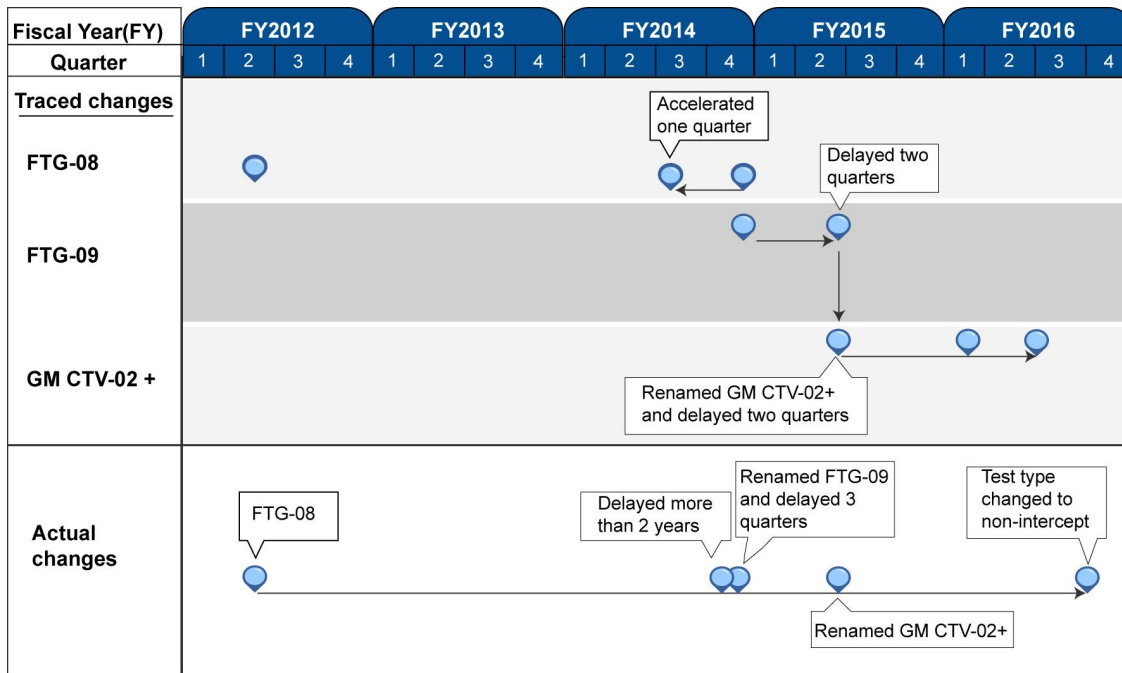 Fiscal Year(FY) FY2012 FY2013 FY2014 FY2015 FY2016
Quarter 1 2 3 4 1 2 3 4 1 2 3 4 1 2 3 4 1 2 3 4
Traced changes
Accelerated
one quarter
FTG-08
Delayed two
quarters
FTG-09
GM CTV-02 +
Renamed GM CTV-02+
and delayed two quarters
Actual
changes
FTG-08
Delayed more
than 2 years
Renamed FTG-09
and delayed 3
quarters
Test type
changed to
non-intercept
Renamed GM CTV-02+